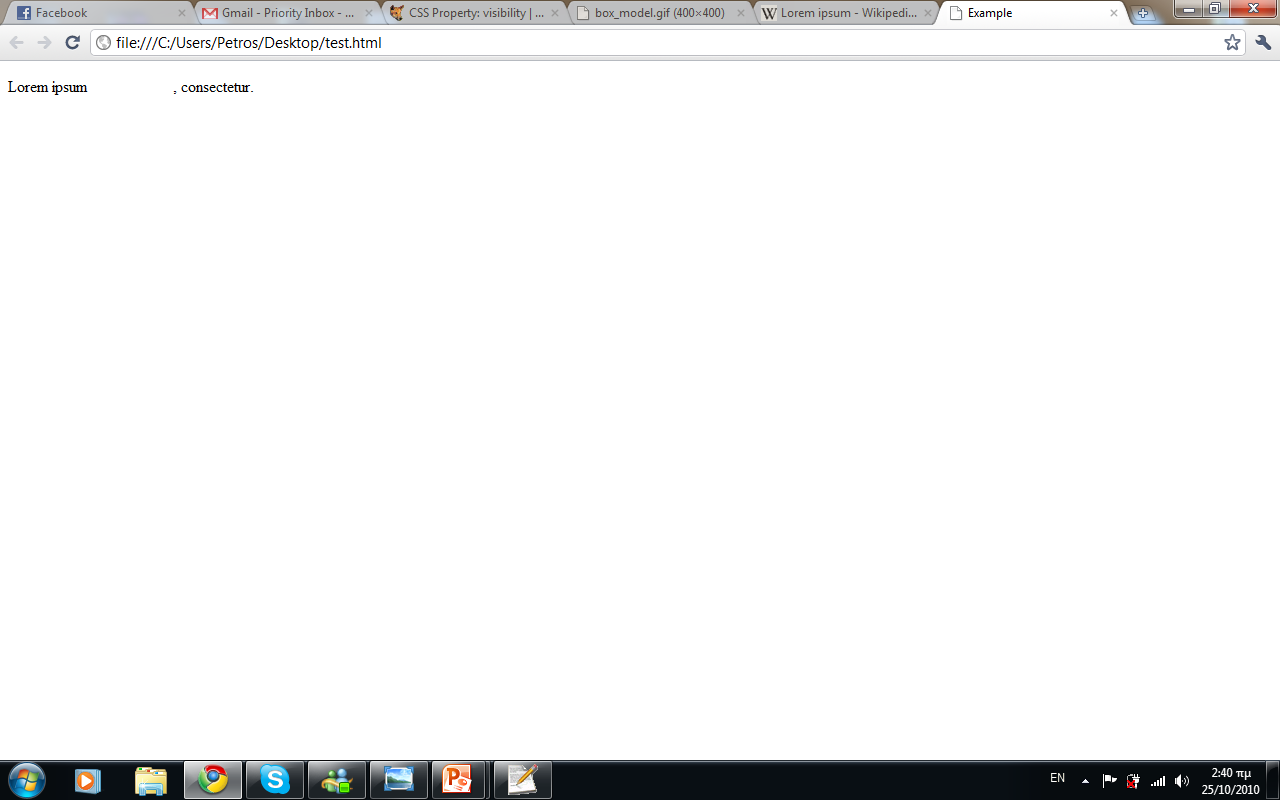 Facebook
Gmail - Priority Inbox - ...
CSS Property: visibility | ...
box_model.gif (400×400)
Lorem ipsum - Wikipedi...
Example
file:///C:/Users/Petros/Desktop/test.html
Lorem ipsum , consectetur.
EN
2:40 πμ
25/10/2010